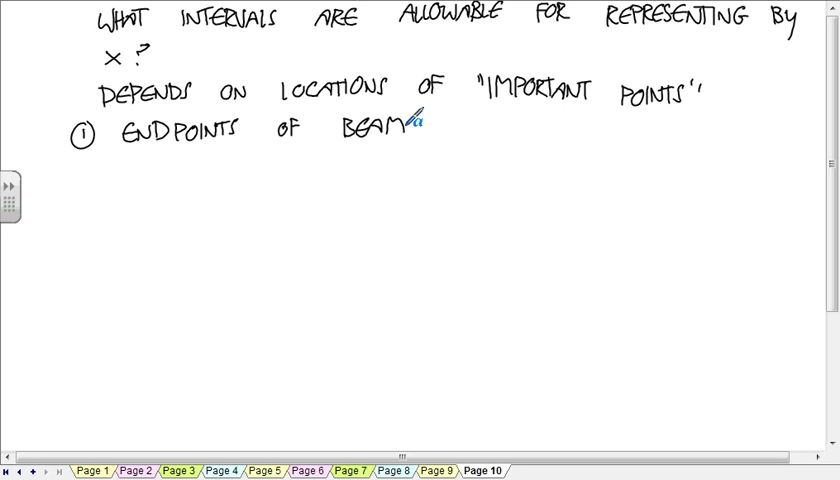 WHAT INTERVALS ARE ALLOWABLE FOR REPRESENTING BY
X ?
DEPENDS ON LOCATIONS OF "IMPORTANT POINTS"
① ENDPOINTS OF BEAM
Page 1 Page 2 Page 3 Page 4 Page 5 Page 6 Page 7 Page 8 Page 9 Page 10